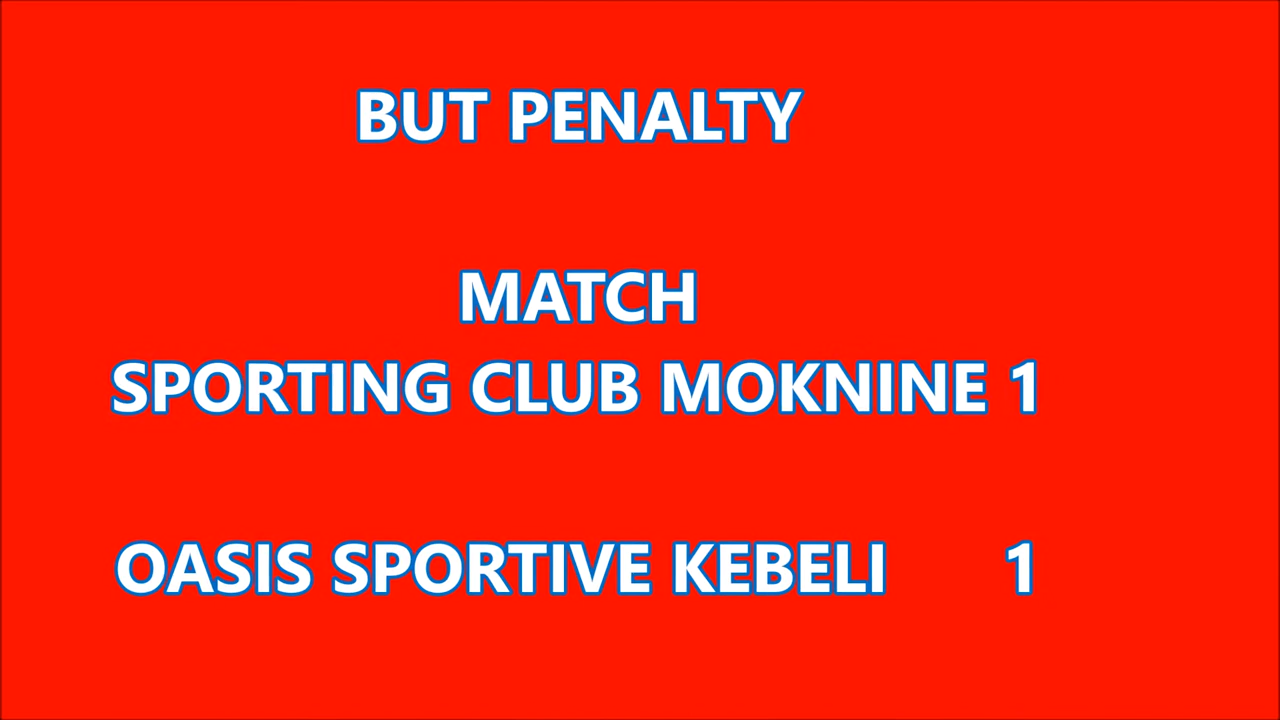 BUT PENALTY
MATCH
SPORTING CLUB MOKNINE 1
OASIS SPORTIVE KEBELI 1